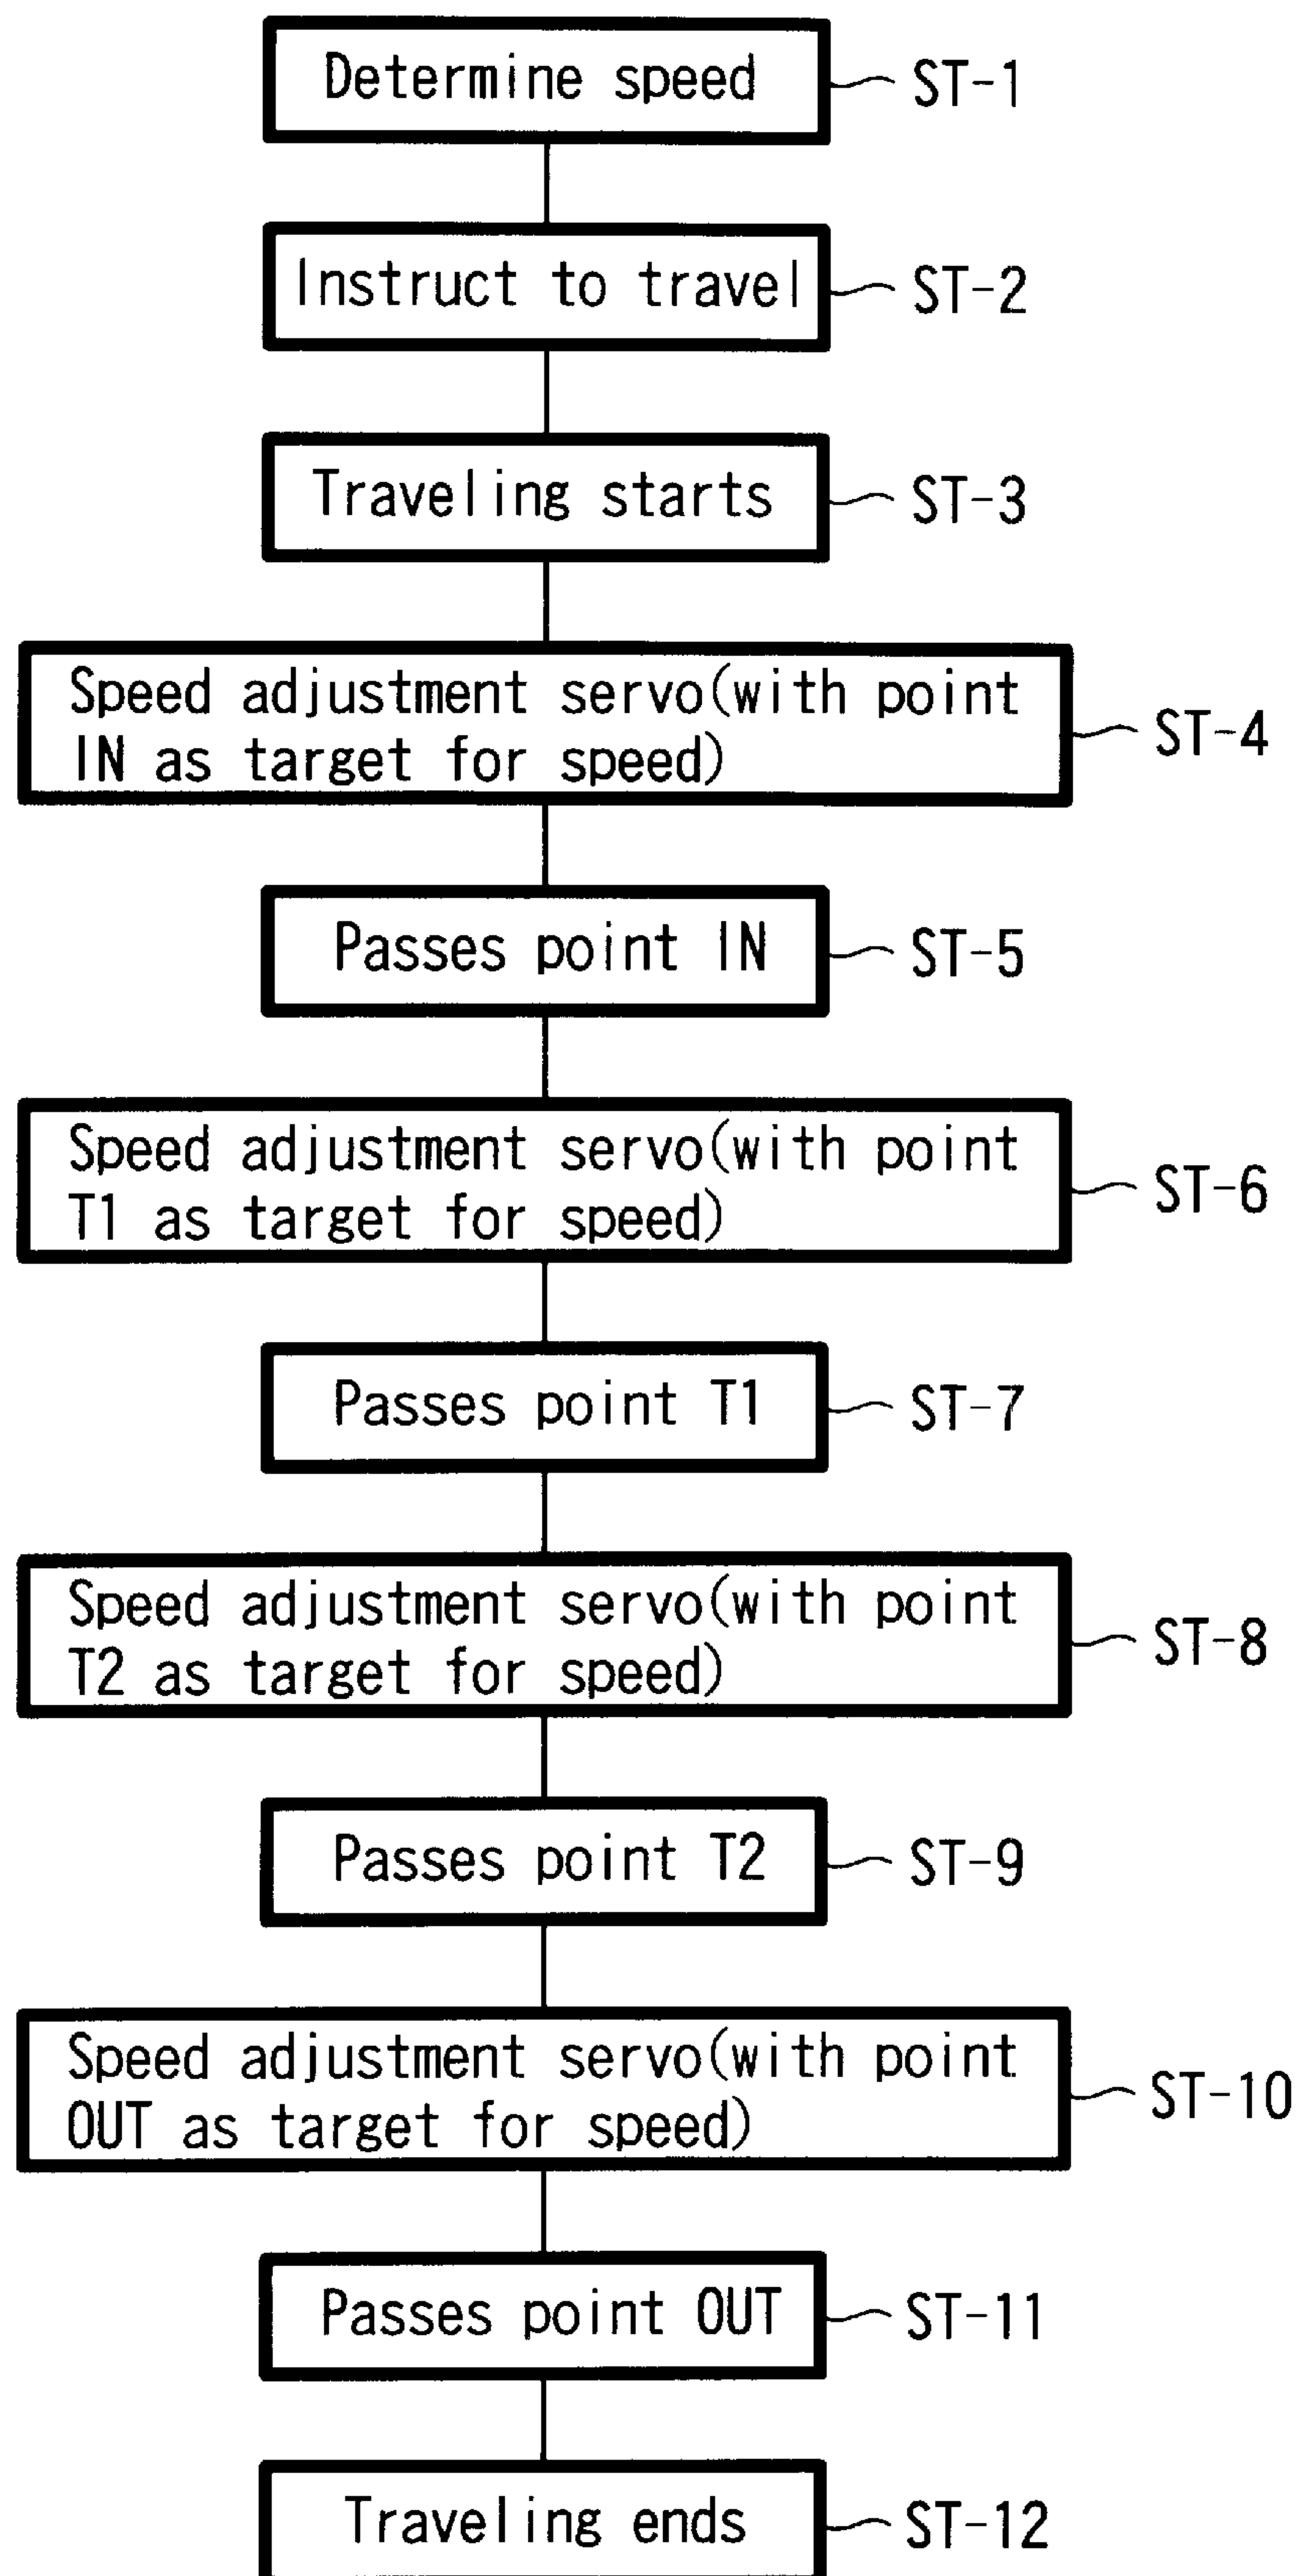 Determine speed
ST-1
Instruct to travel
ST-2
Traveling starts
ST-3
Speed adjustment servo(with point
IN as target for speed)
ST-4
Passes point IN
ST-5
Speed adjustment servo(with point
T1 as target for speed)
ST-6
Passes point T1
ST-7
Speed adjustment servo(with point
T2 as target for speed)
ST-8
Passes point T2
ST-9
Speed adjustment servo(with point
OUT as target for speed)
ST-10
Passes point OUT
ST-11
Traveling ends
ST-12